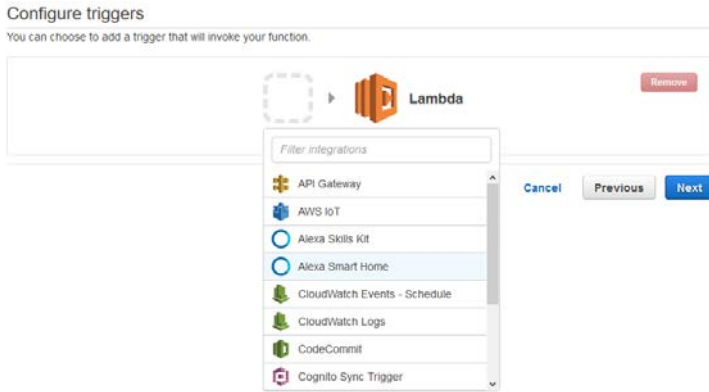 Configure triggers
You can choose to add a trigger that will invoke your function.
Remove
Lambda
Filter integrations
API Gateway
AWS IoT
Alexa Skills Kit
Alexa Smart Home
CloudWatch Events - Schedule
CloudWatch Logs
CodeCommit
Cognito Sync Trigger
Cancel
Previous
Next